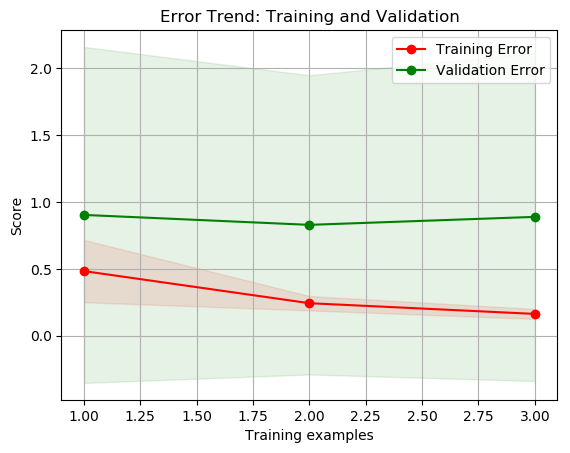 Error Trend: Training and Validation
Training Error
Validation Error
Score
2.0
1.5
1.0
0.5
0.0
1.00 1.25 1.50 1.75 2.00 2.25 2.50 2.75 3.00
Training examples